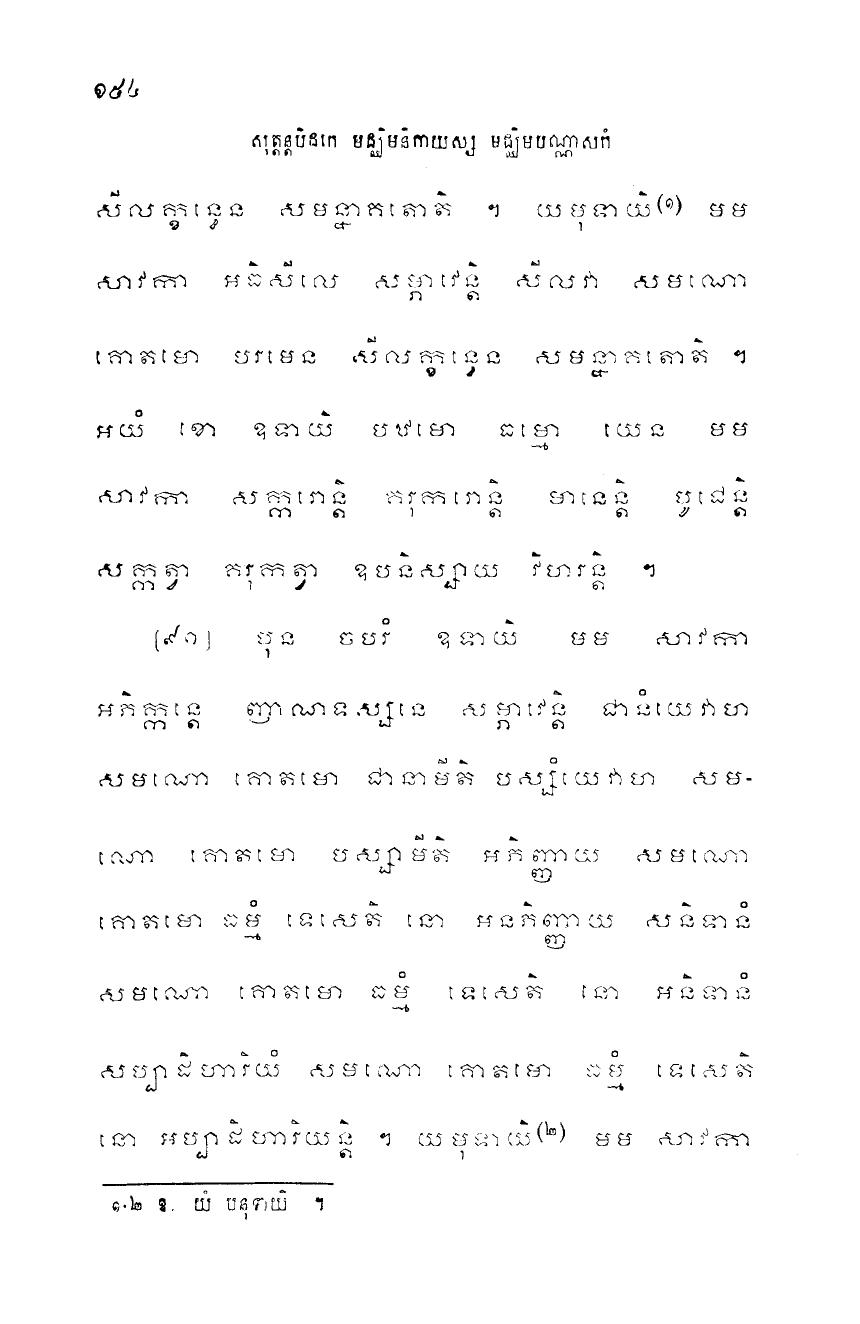 ១៩៤
សុត្តន្តបិដកេ មជ្ឈិមនិកាយស្ស មជ្ឈិមបណ្ណាសកំ
សីលក្ខន្ធេន សមន្នាគតោតិ ។ យម្បុទាយិ(១) មម
សាវកា អធិសីលេ សម្ភាវេន្តិ សីលវា សមណោ
គោតមោ បរមេន សីលក្ខន្ធេន សមន្នាគតោតិ ។
អយំ ខោ ឧទាយិ បឋមោ ធម្មោ យេន មម
សាវកា សក្ករោន្តិ គរុករោន្តិ មានេន្តិ បូជេន្តិ
សក្កត្វា គរុកត្វា ឧបនិស្សាយ វិហរន្តិ ។
[៩១] បុន ចបរំ ឧទាយិ មម សាវកា
អភិក្កន្តេ ញាណទស្សនេ សម្ភាវេន្តិ ជានំយេវាហ
សមណោ គោតមោ ជានាមីតិ បស្សំយេវាហ សម-
ណោ គោតមោ បស្សាមីតិ អភិញ្ញាយ សមណោ
គោតមោ ធម្មំ ទេសេតិ នោ អនភិញ្ញាយ សនិទានំ
សមណោ គោតមោ ធម្មំ ទេសេតិ នោ អនិទានំ
សប្បាដិហារិយំ សមណោ គោតមោ ធម្មំ ទេសេតិ
នោ អប្បាដិហារិយន្តិ ។ យម្បុទាយិ(២) មម សាវកា
១-២ ឱ. យំ បនុទាយិ ។